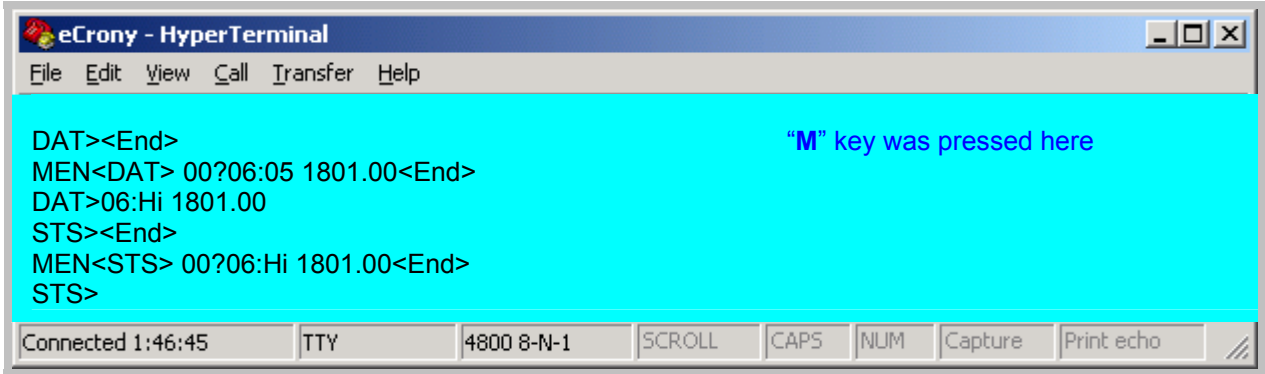 eCrony - HyperTerminal
File Edit View Call Transfer Help
DAT><End> “M” key was pressed here
MEN<DAT> 00?06:05 1801.00<End>
DAT>06:Hi 1801.00
STS><End>
MEN<STS> 00?06:Hi 1801.00<End>
STS>
Connected 1:46:45 TTY 4800 8-N-1 SCROLL CAPS NUM Capture Print echo